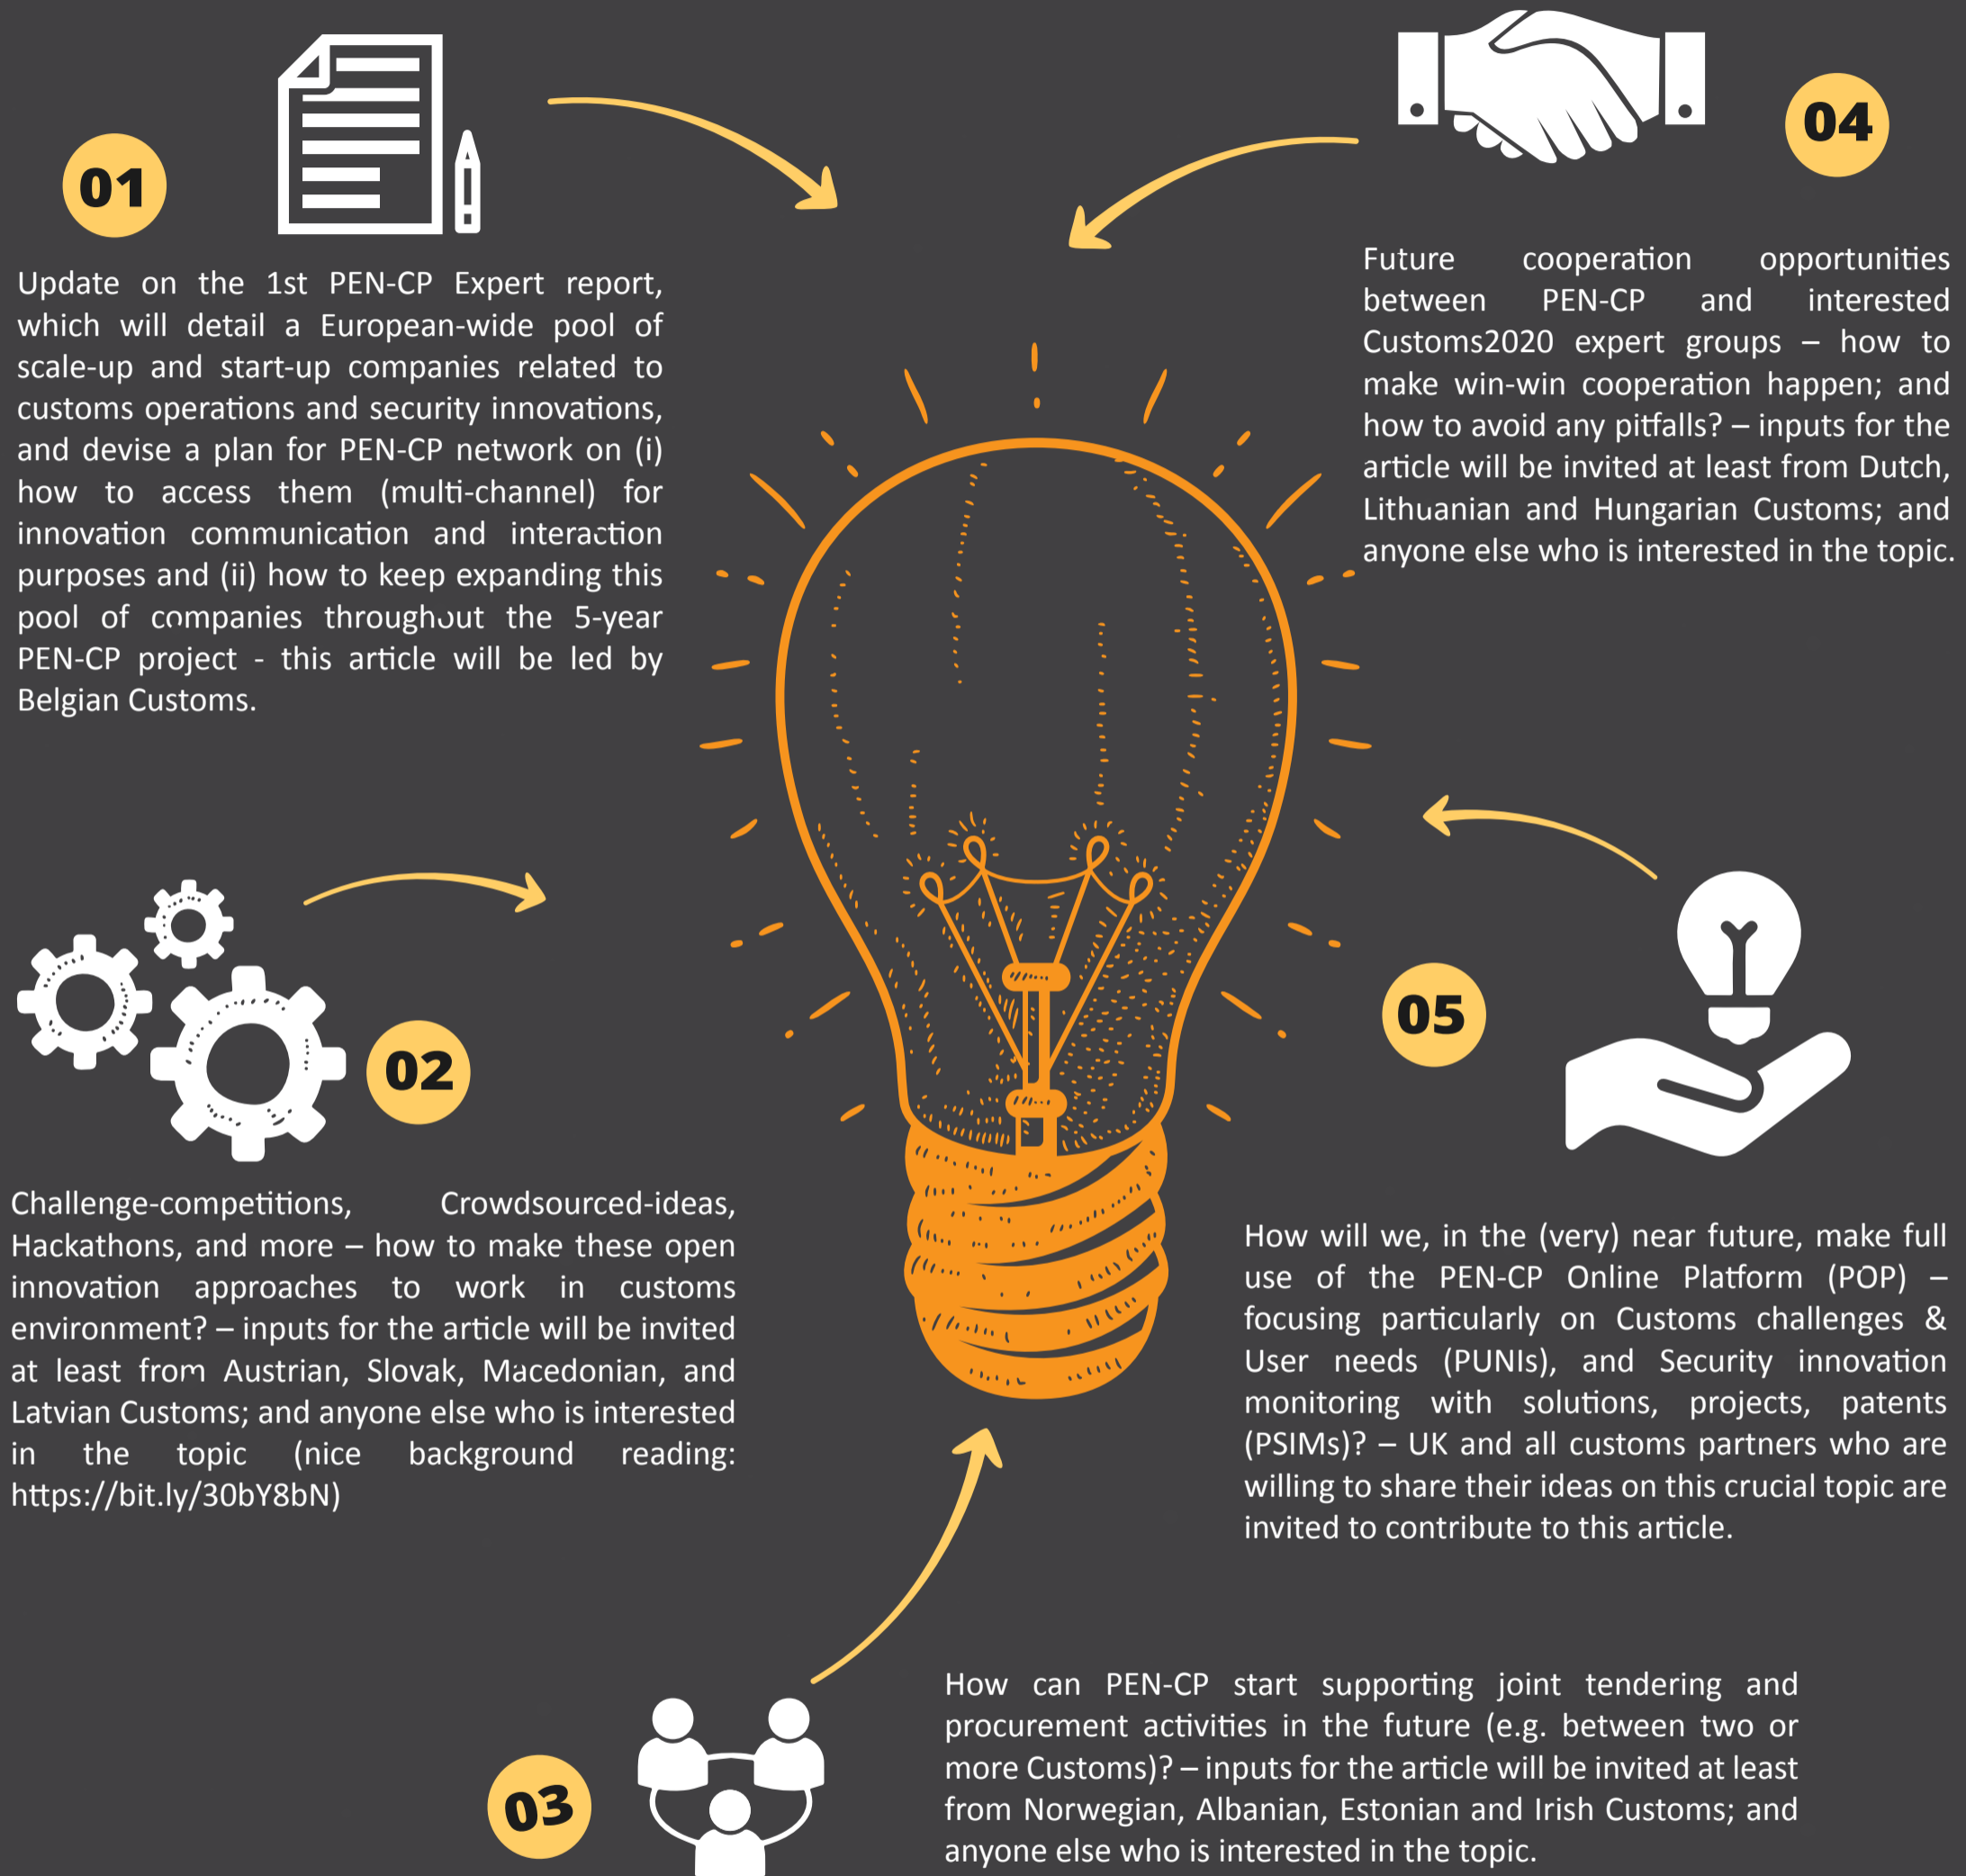 01
Update on the 1st PEN-CP Expert report,
which will detail a European-wide pool of
scale-up and start-up companies related to
customs operations and security innovations,
and devise a plan for PEN-CP network on (i)
how to access them (multi-channel) for
innovation communication and interaction
purposes and (ii) how to keep expanding this
pool of companies throughout the 5-year
PEN-CP project - this article will be led by
Belgian Customs.
02
Challenge-competitions, Crowdsourced-ideas,
Hackathons, and more – how to make these open
innovation approaches to work in customs
environment? – inputs for the article will be invited
at least from Austrian, Slovak, Macedonian, and
Latvian Customs; and anyone else who is interested
in the topic (nice background reading:
https://bit.ly/30bY8bN)
03
How can PEN-CP start supporting joint tendering and
procurement activities in the future (e.g. between two or
more Customs)? – inputs for the article will be invited at least
from Norwegian, Albanian, Estonian and Irish Customs; and
anyone else who is interested in the topic.
04
Future cooperation opportunities
between PEN-CP and interested
Customs2020 expert groups – how to
make win-win cooperation happen; and
how to avoid any pitfalls? – inputs for the
article will be invited at least from Dutch,
Lithuanian and Hungarian Customs; and
anyone else who is interested in the topic.
05
How will we, in the (very) near future, make full
use of the PEN-CP Online Platform (POP) –
focusing particularly on Customs challenges &
User needs (PUNIs), and Security innovation
monitoring with solutions, projects, patents
(PSIMs)? – UK and all customs partners who are
willing to share their ideas on this crucial topic are
invited to contribute to this article.